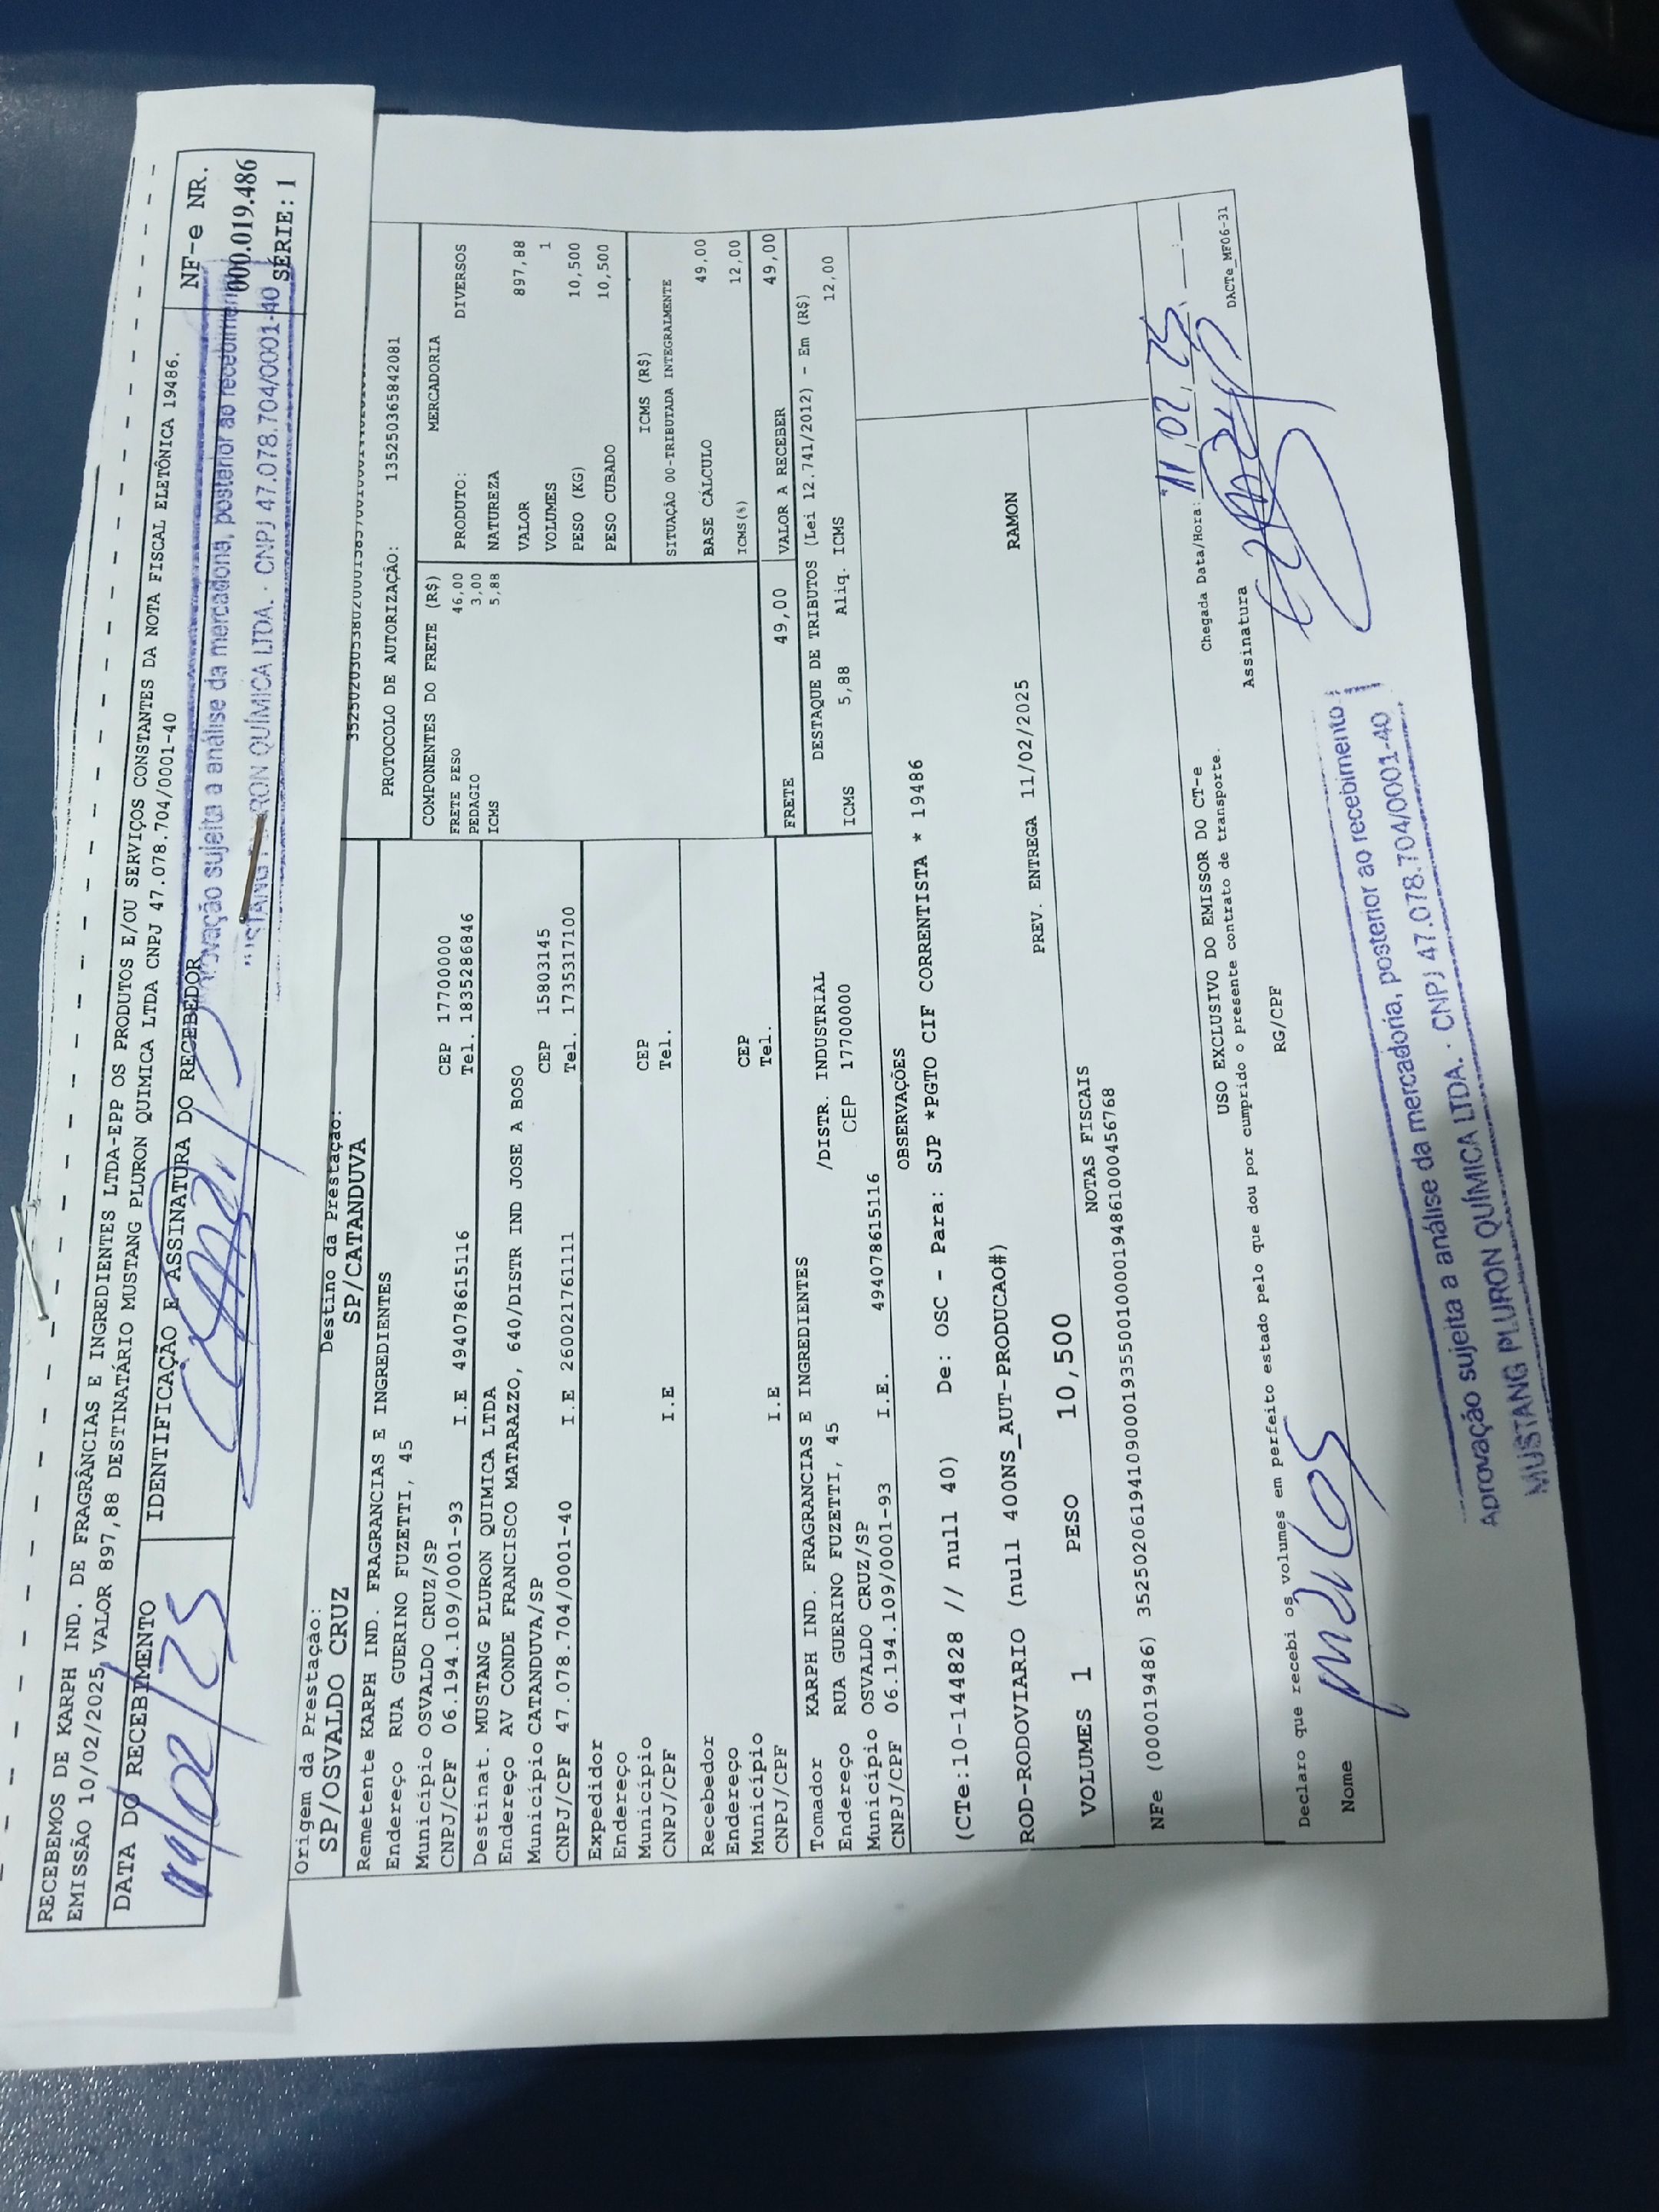 RECEBEMOS DE KARPH IND. DE FRAGRÂNCIAS E INGREDIENTES LTDA-EPP OS PRODUTOS E/OU SERVIÇOS CONSTANTES DA NOTA FISCAL ELETÔNICA 19486.
EMISSÃO 10/02/2025 VALOR 897,88 DESTINATÁRIO MUSTANG PLURON QUIMICA LTDA CNPJ 47.078.704/0001-40
NF-e NR.
000.019.486
SÉRIE: 1
DATA DO RECEBIMENTO
IDENTIFICAÇÃO E ASSINATURA DO RECEBEDOR
11/02/25
rovação sujeita a análise da mercadoria, posterior ao recebimento
STANG PLURON QUÍMICA LTDA. · CNPJ 47.078.704/0001-40
Origem da Prestação:
SP/OSVALDO CRUZ
Destino da Prestação:
SP/CATANDUVA
PROTOCOLO DE AUTORIZAÇÃO: 135250365842081
Remetente KARPH IND. FRAGRANCIAS E INGREDIENTES
Endereço RUA GUERINO FUZETTI, 45
Município OSVALDO CRUZ/SP CEP 17700000
CNPJ/CPF 06.194.109/0001-93 I.E 494078615116 Tel. 1835286846
Destinat. MUSTANG PLURON QUIMICA LTDA
Endereço AV CONDE FRANCISCO MATARAZZO, 640/DISTR IND JOSE A BOSO
Município CATANDUVA/SP CEP 15803145
CNPJ/CPF 47.078.704/0001-40 I.E 260021761111 Tel. 173531​7100
Expedidor
Endereço
Município CEP
CNPJ/CPF I.E Tel.
Recebedor
Endereço
Município CEP
CNPJ/CPF I.E Tel.
Tomador KARPH IND. FRAGRANCIAS E INGREDIENTES
Endereço RUA GUERINO FUZETTI, 45 /DISTR. INDUSTRIAL
Município OSVALDO CRUZ/SP CEP 17700000
CNPJ/CPF 06.194.109/0001-93 I.E. 494078615116
COMPONENTES DO FRETE (R$)
FRETE PESO 46,00
PEDAGIO 3,00
ICMS 5,88
MERCADORIA
PRODUTO: DIVERSOS
NATUREZA
VALOR 897,88
VOLUMES 1
PESO (KG) 10,500
PESO CUBADO 10,500
ICMS (R$)
SITUAÇÃO 00-TRIBUTADA INTEGRALMENTE
BASE CÁLCULO 49,00
ICMS(%) 12,00
FRETE 49,00 VALOR A RECEBER 49,00
DESTAQUE DE TRIBUTOS (Lei 12.741/2012) - Em (R$)
ICMS 5,88 Aliq. ICMS 12,00
OBSERVAÇÕES
(CTe:10-144828 // null 40) De: OSC - Para: SJP *PGTO CIF CORRENTISTA * 19486
ROD-RODOVIARIO (null 400NS_AUT-PRODUCAO#)
RAMON
PREV. ENTREGA 11/02/2025
VOLUMES 1 PESO 10,500
NOTAS FISCAIS
NFe (000019486) 35250206194109000193550010000194861000456768
USO EXCLUSIVO DO EMISSOR DO CT-e
Declaro que recebi os volumes em perfeito estado pelo que dou por cumprido o presente contrato de transporte.
Chegada Data/Hora: 11,02,25
Nome Marcos
RG/CPF
Assinatura
DACTe_MF06-31
Aprovação sujeita a análise da mercadoria, posterior ao recebimento
MUSTANG PLURON QUÍMICA LTDA. · CNPJ 47.078.704/0001-40